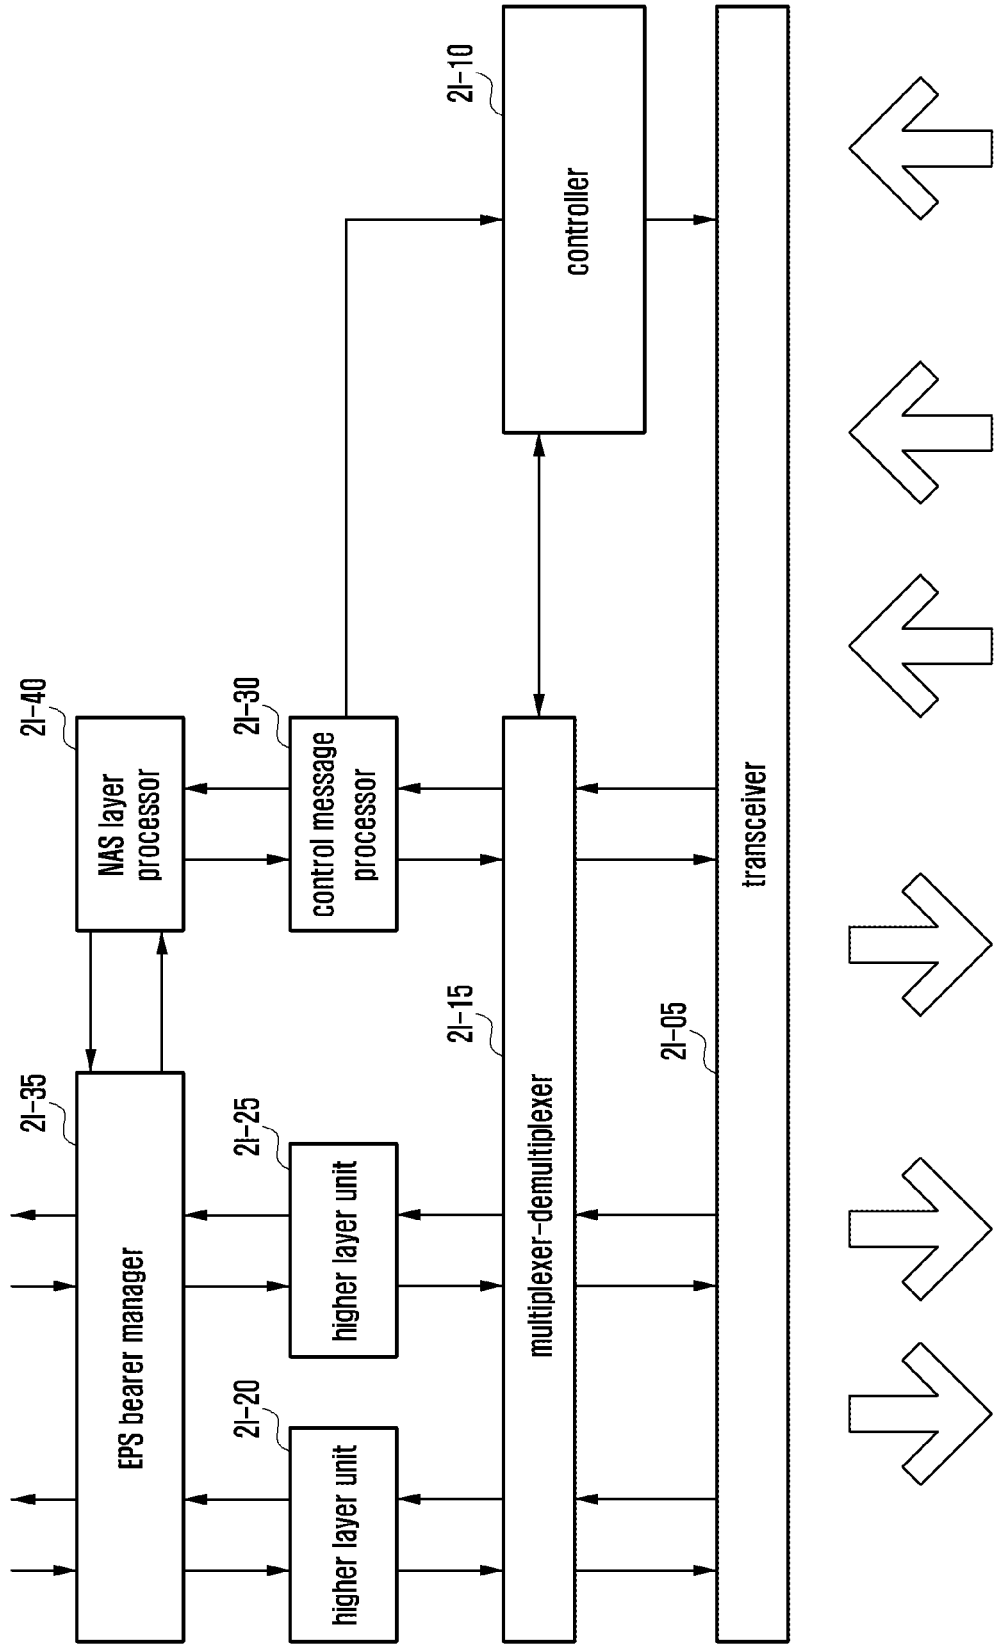 2I-35
2I-40
EPS bearer manager
NAS layer
processor
2I-20
2I-25
2I-30
higher layer unit
higher layer unit
control message
processor
2I-15
2I-10
multiplexer-demultiplexer
controller
2I-05
transceiver